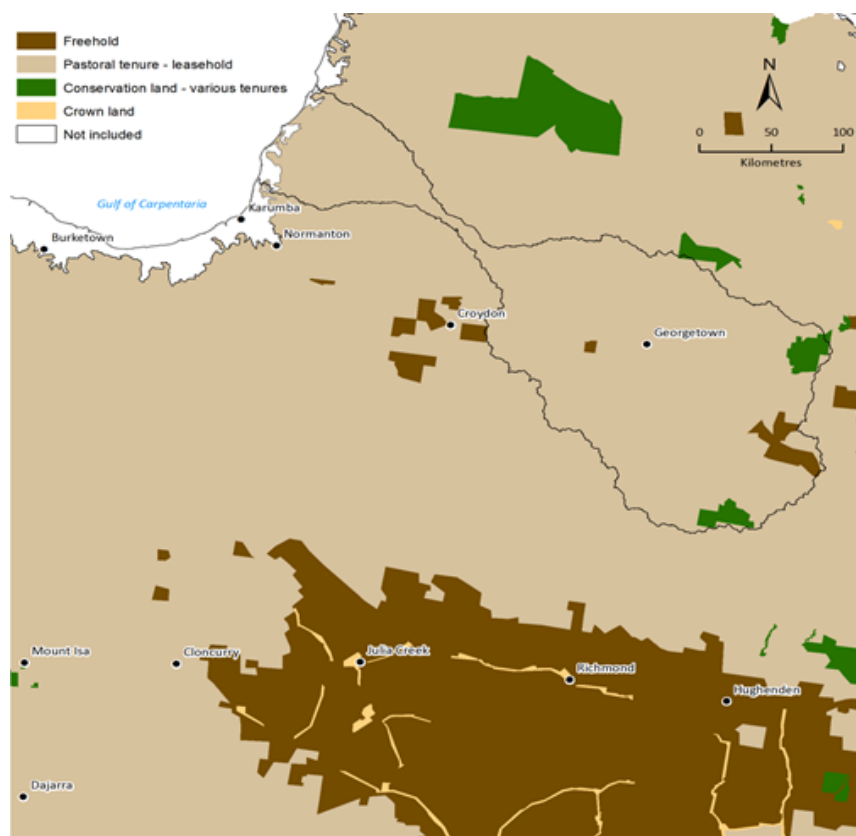 Freehold
Pastoral tenure - leasehold
Conservation land - various tenures
Crown land
Not included
N
0 50 100
Kilometres
Gulf of Carpentaria
Karumba
Burketown
Normanton
Croydon
Georgetown
Mount Isa
Cloncurry
Julia Creek
Richmond
Hughenden
Dajarra